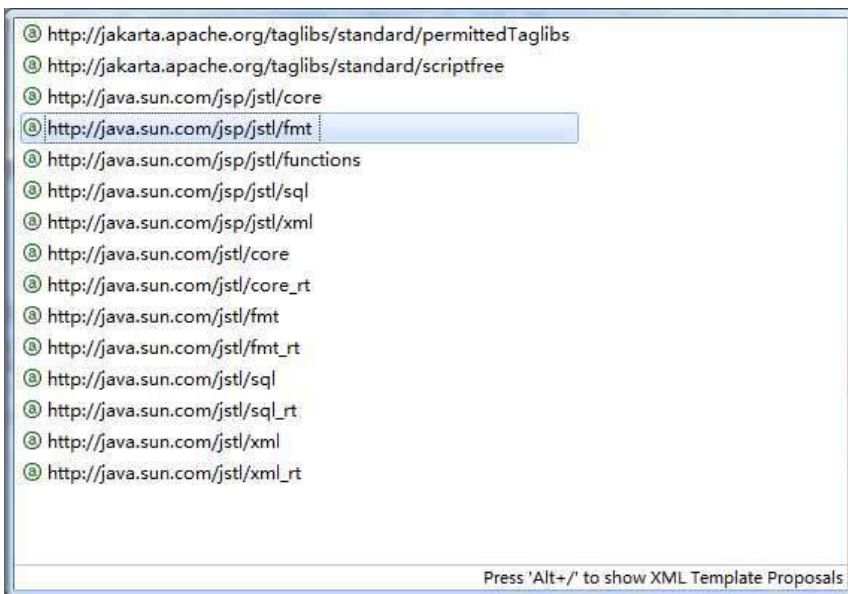 http://jakarta.apache.org/taglibs/standard/permittedTaglibs
http://jakarta.apache.org/taglibs/standard/scriptfree
http://java.sun.com/jsp/jstl/core
http://java.sun.com/jsp/jstl/fmt
http://java.sun.com/jsp/jstl/functions
http://java.sun.com/jsp/jstl/sql
http://java.sun.com/jsp/jstl/xml
http://java.sun.com/jstl/core
http://java.sun.com/jstl/core_rt
http://java.sun.com/jstl/fmt
http://java.sun.com/jstl/fmt_rt
http://java.sun.com/jstl/sql
http://java.sun.com/jstl/sql_rt
http://java.sun.com/jstl/xml
http://java.sun.com/jstl/xml_rt
Press 'Alt+/' to show XML Template Proposals